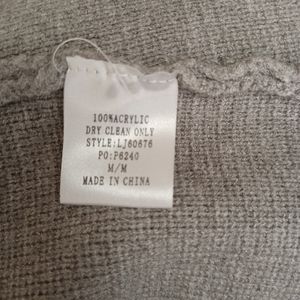 100%ACRYLIC
DRY CLEAN ONLY
STYLE:LJ60676
PO:P6240
M/M
MADE IN CHINA